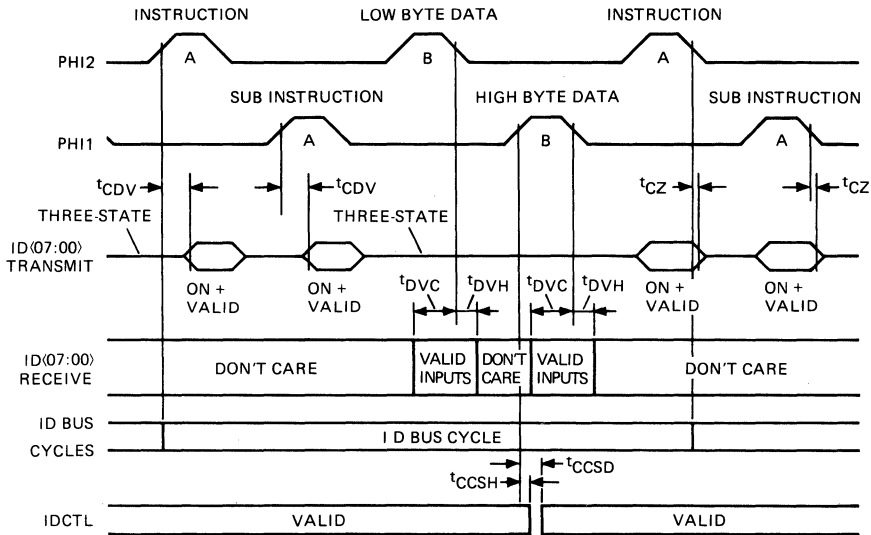 INSTRUCTION LOW BYTE DATA INSTRUCTION
PHI2 A B A
SUB INSTRUCTION HIGH BYTE DATA SUB INSTRUCTION
PHI1 A B A
tCDV tCDV tCZ tCZ
THREE-STATE THREE-STATE
ID⟨07:00⟩
TRANSMIT
ON +
VALID
ON +
VALID
tDVC tDVH tDVC tDVH
ON +
VALID
ON +
VALID
ID⟨07:00⟩
RECEIVE
DON'T CARE
VALID
INPUTS
DON'T
CARE
VALID
INPUTS
DON'T CARE
ID BUS
CYCLES
I D BUS CYCLE
tCCSH tCCSD
IDCTL VALID VALID